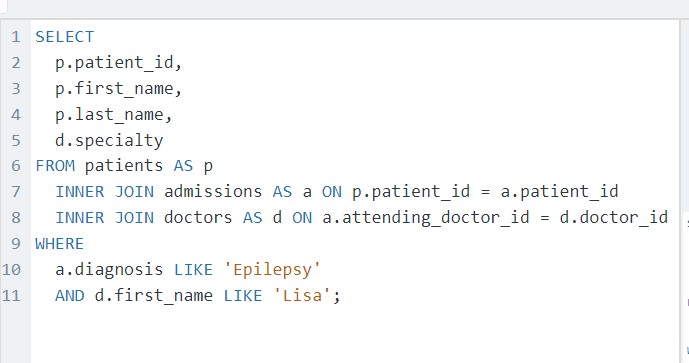 1 SELECT
2 p.patient_id,
3 p.first_name,
4 p.last_name,
5 d.specialty
6 FROM patients AS p
7 INNER JOIN admissions AS a ON p.patient_id = a.patient_id
8 INNER JOIN doctors AS d ON a.attending_doctor_id = d.doctor_id
9 WHERE
10 a.diagnosis LIKE 'Epilepsy'
11 AND d.first_name LIKE 'Lisa';